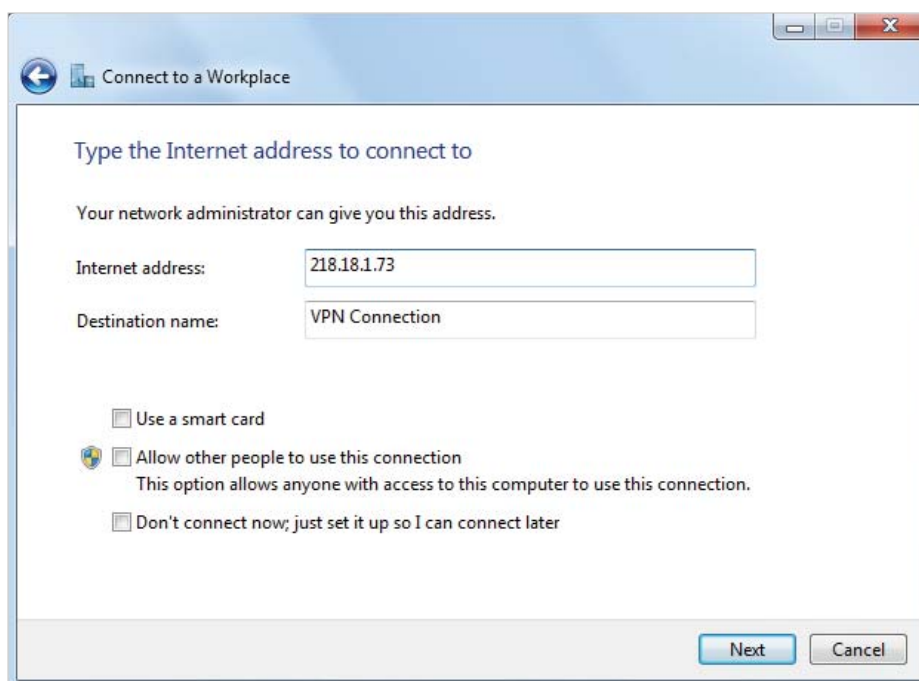 Connect to a Workplace
Type the Internet address to connect to
Your network administrator can give you this address.
Internet address: 218.18.1.73
Destination name: VPN Connection
Use a smart card
Allow other people to use this connection
This option allows anyone with access to this computer to use this connection.
Don't connect now; just set it up so I can connect later
Next Cancel